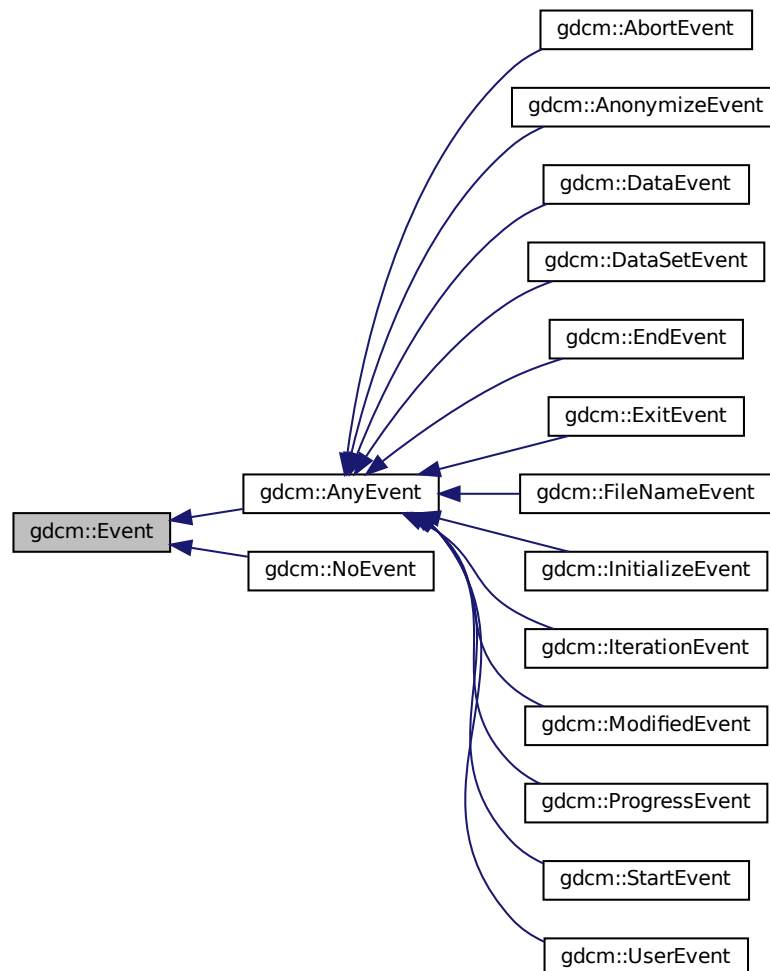 gdcm::AbortEvent
gdcm::AnonymizeEvent
gdcm::DataEvent
gdcm::DataSetEvent
gdcm::EndEvent
gdcm::ExitEvent
gdcm::AnyEvent
gdcm::FileNameEvent
gdcm::Event
gdcm::NoEvent
gdcm::InitializeEvent
gdcm::IterationEvent
gdcm::ModifiedEvent
gdcm::ProgressEvent
gdcm::StartEvent
gdcm::UserEvent